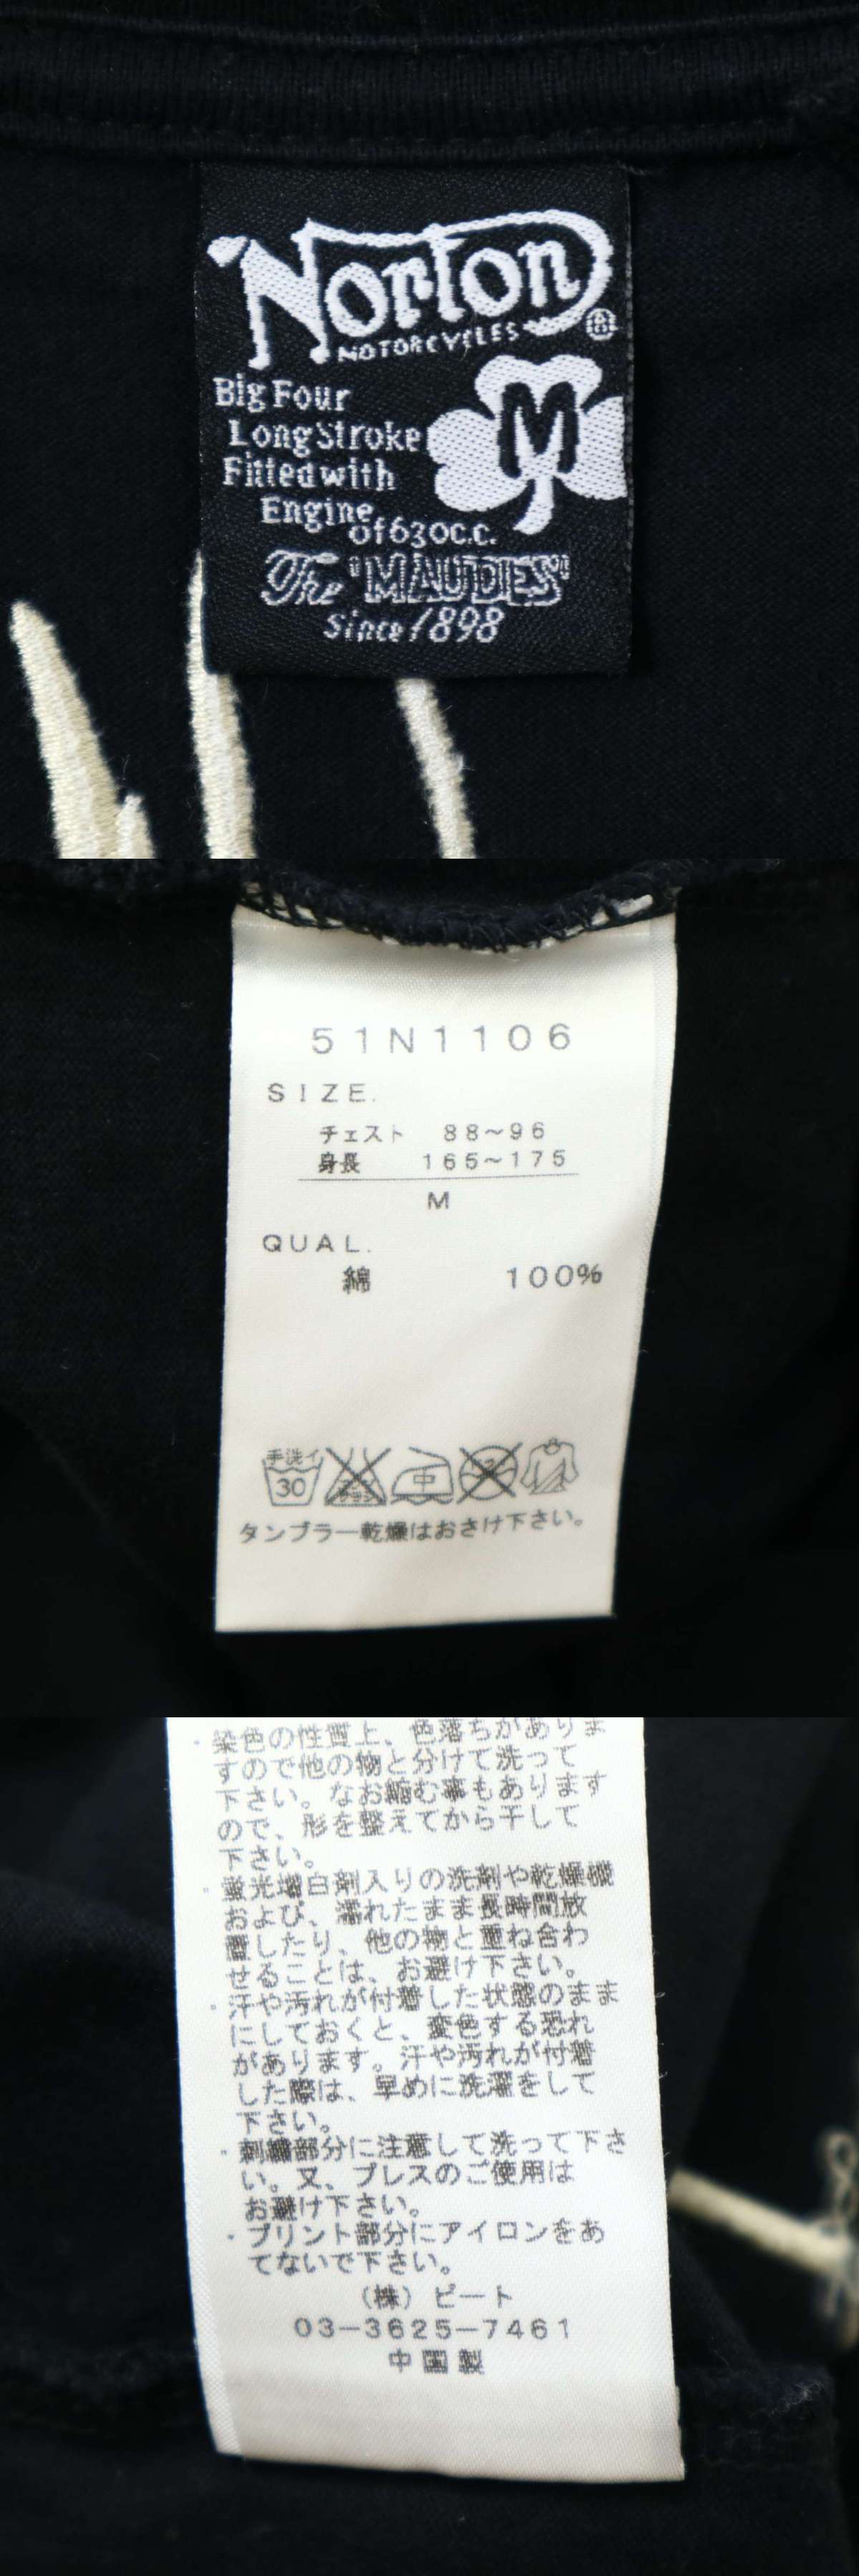 Norton
MOTORCYCLES
®
Big Four
Long Stroke
Fitted with
Engine
of 630c.c.
M
The "MAUDIES"
Since 1898
51N1106
SIZE.
チェスト 88~96
身長 165~175
M
QUAL.
綿 100%
手洗イ
30
中
タンブラー乾燥はおさけ下さい。
・染色の性質上、色落ちがありま
すので他の物と分けて洗って
下さい。なお縮む事もあります
ので、形を整えてから干して
下さい。
・蛍光増白剤入りの洗剤や乾燥機
および、濡れたまま長時間放
置したり、他の物と重ね合わ
せることは、お避け下さい。
・汗や汚れが付着した状態のまま
にしておくと、変色する恐れ
があります。汗や汚れが付着
した際は、早めに洗濯をして
下さい。
・刺繍部分に注意して洗って下さ
い。又、プレスのご使用は
お避け下さい。
・プリント部分にアイロンをあ
てないで下さい。
(株)ピート
03-3625-7461
中国製